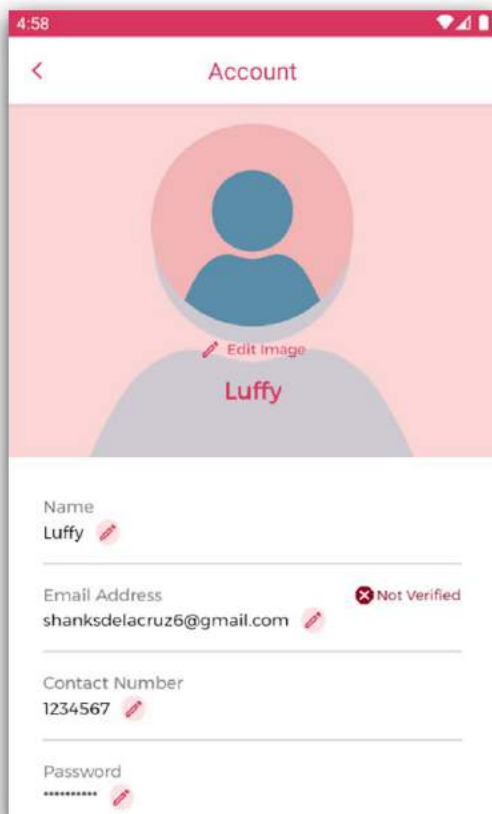 4:58
Account
Edit Image
Luffy
Name
Luffy
Email Address
Not Verified
shanksdelacruz6@gmail.com
Contact Number
1234567
Password
**********